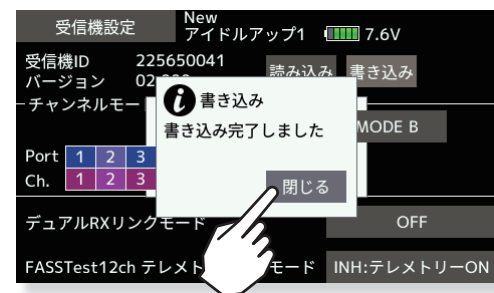 受信機設定
New
アイドルアップ1 7.6V
受信機ID 225650041 読み込み 書き込み
バージョン 02
チャンネルモー
書き込み
書き込み完了しました
MODE B
Port 1 2 3
Ch. 1 2 3
閉じる
デュアルRXリンクモード OFF
FASSTest12ch テレメト モード INH:テレメトリーON